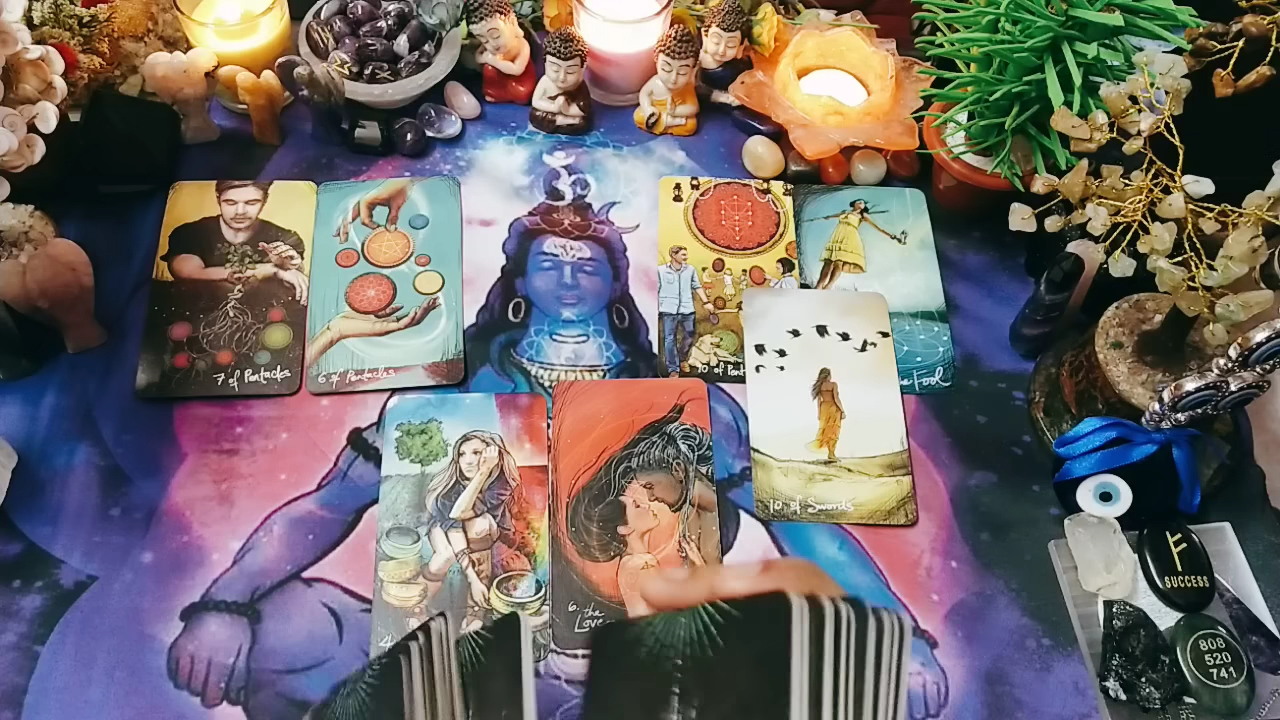 7 of Pentacles
6 of Pentacles
10 of Pent
the Fool
10 of Swords
6. the
Love
SUCCESS
808
520
741